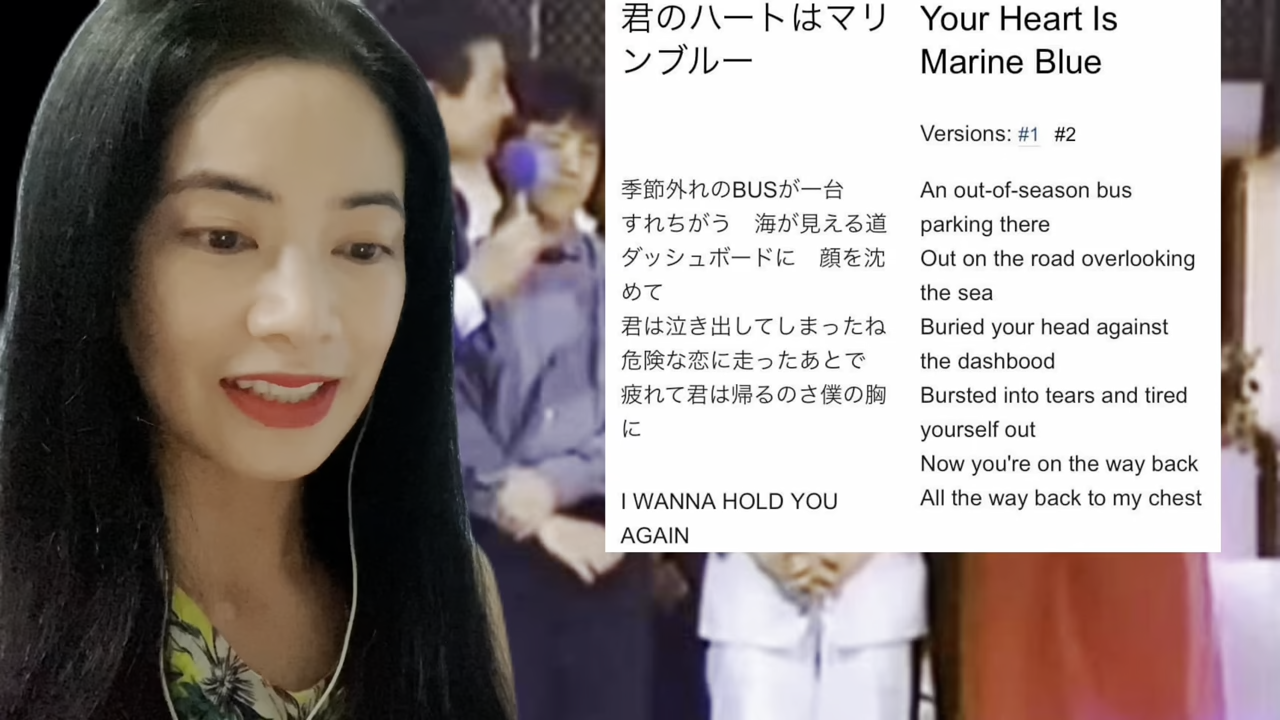 君のハートはマリ
ンブルー
季節外れのBUSが一台
すれちがう　海が見える道
ダッシュボードに　顔を沈
めて
君は泣き出してしまったね
危険な恋に走ったあとで
疲れて君は帰るのさ僕の胸
に
I WANNA HOLD YOU
AGAIN
Your Heart Is
Marine Blue
Versions: #1 #2
An out-of-season bus
parking there
Out on the road overlooking
the sea
Buried your head against
the dashbood
Bursted into tears and tired
yourself out
Now you're on the way back
All the way back to my chest